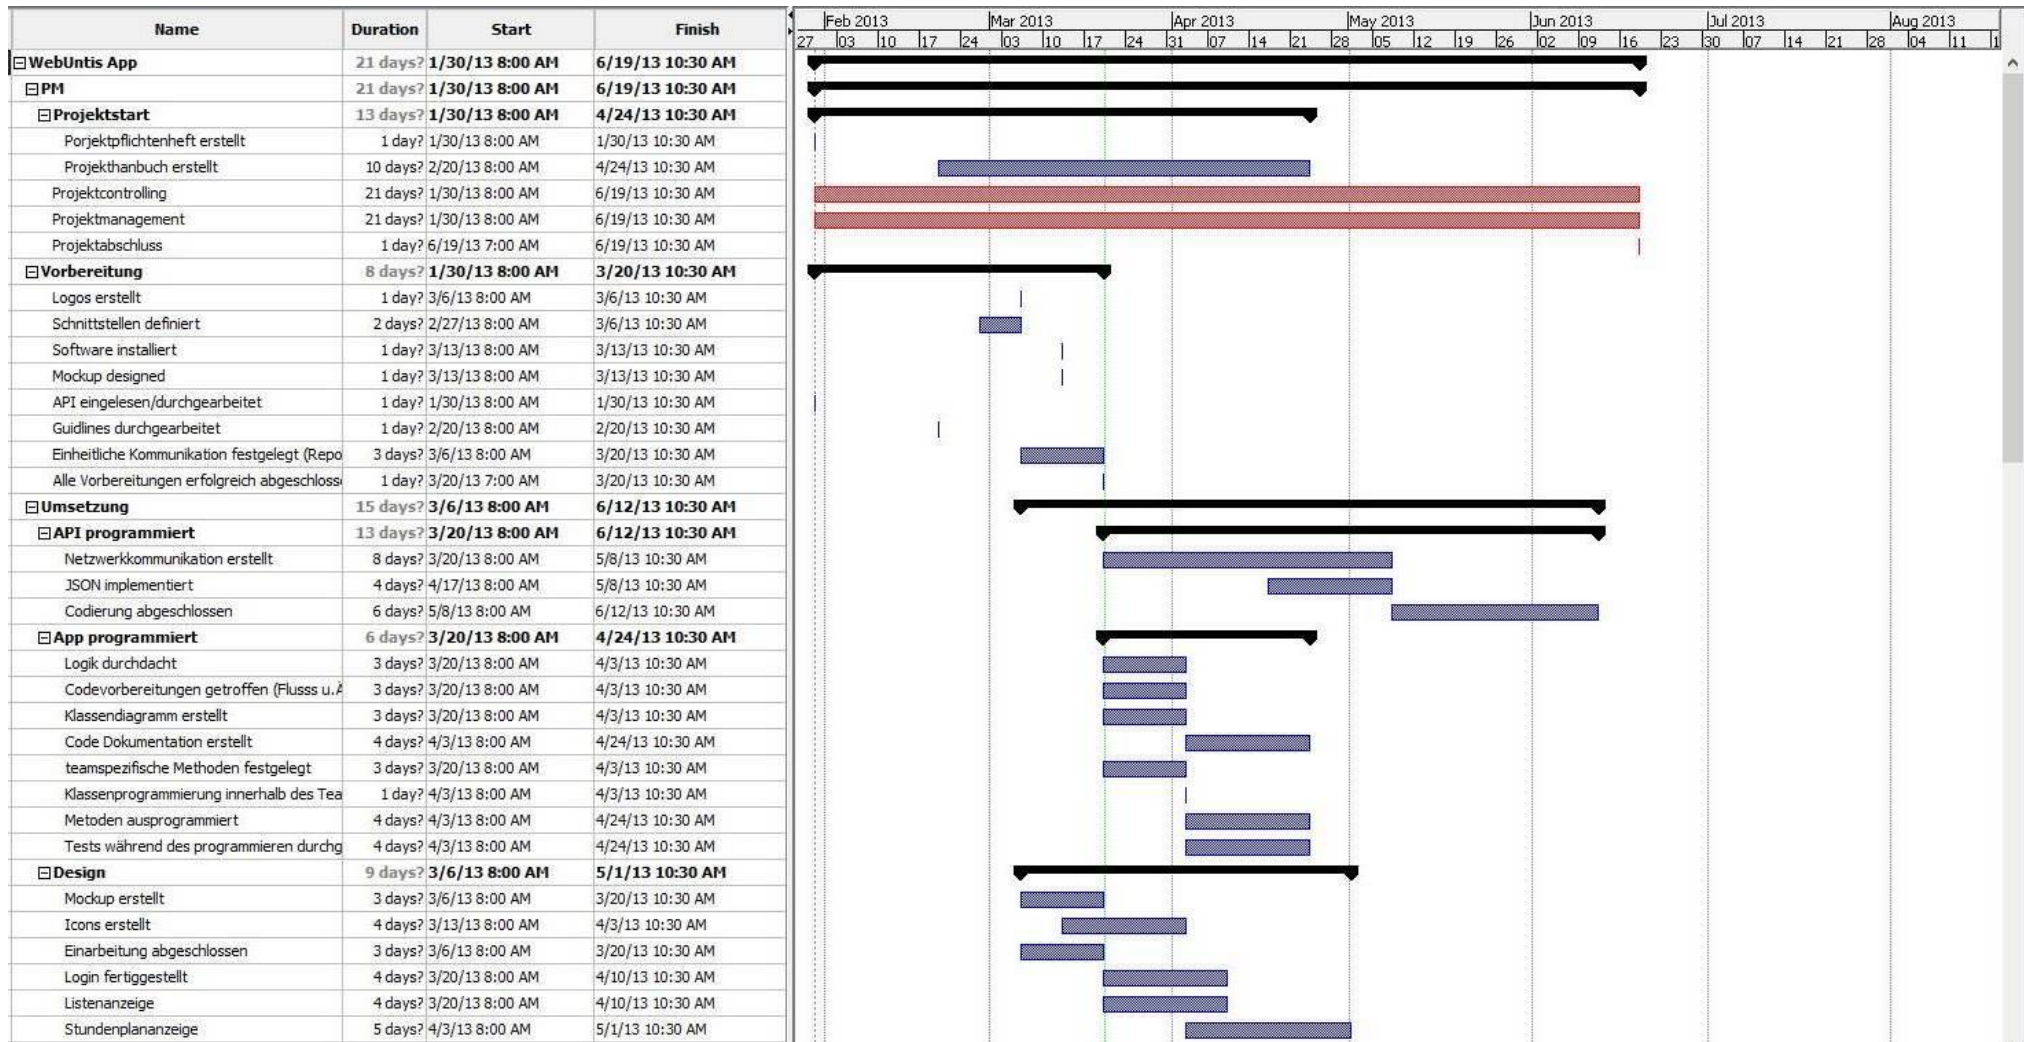 Name Duration Start Finish
Feb 2013 Mar 2013 Apr 2013 May 2013 Jun 2013 Jul 2013 Aug 2013
27 03 10 17 24 03 10 17 24 31 07 14 21 28 05 12 19 26 02 09 16 23 30 07 14 21 28 04 11 1
WebUntis App 21 days? 1/30/13 8:00 AM 6/19/13 10:30 AM
PM 21 days? 1/30/13 8:00 AM 6/19/13 10:30 AM
Projektstart 13 days? 1/30/13 8:00 AM 4/24/13 10:30 AM
Porjektpflichtenheft erstellt 1 day? 1/30/13 8:00 AM 1/30/13 10:30 AM
Projekthanbuch erstellt 10 days? 2/20/13 8:00 AM 4/24/13 10:30 AM
Projektcontrolling 21 days? 1/30/13 8:00 AM 6/19/13 10:30 AM
Projektmanagement 21 days? 1/30/13 8:00 AM 6/19/13 10:30 AM
Projektabschluss 1 day? 6/19/13 7:00 AM 6/19/13 10:30 AM
Vorbereitung 8 days? 1/30/13 8:00 AM 3/20/13 10:30 AM
Logos erstellt 1 day? 3/6/13 8:00 AM 3/6/13 10:30 AM
Schnittstellen definiert 2 days? 2/27/13 8:00 AM 3/6/13 10:30 AM
Software installiert 1 day? 3/13/13 8:00 AM 3/13/13 10:30 AM
Mockup designed 1 day? 3/13/13 8:00 AM 3/13/13 10:30 AM
API eingelesen/durchgearbeitet 1 day? 1/30/13 8:00 AM 1/30/13 10:30 AM
Guidlines durchgearbeitet 1 day? 2/20/13 8:00 AM 2/20/13 10:30 AM
Einheitliche Kommunikation festgelegt (Repo 3 days? 3/6/13 8:00 AM 3/20/13 10:30 AM
Alle Vorbereitungen erfolgreich abgeschloss 1 day? 3/20/13 7:00 AM 3/20/13 10:30 AM
Umsetzung 15 days? 3/6/13 8:00 AM 6/12/13 10:30 AM
API programmiert 13 days? 3/20/13 8:00 AM 6/12/13 10:30 AM
Netzwerkkommunikation erstellt 8 days? 3/20/13 8:00 AM 5/8/13 10:30 AM
JSON implementiert 4 days? 4/17/13 8:00 AM 5/8/13 10:30 AM
Codierung abgeschlossen 6 days? 5/8/13 8:00 AM 6/12/13 10:30 AM
App programmiert 6 days? 3/20/13 8:00 AM 4/24/13 10:30 AM
Logik durchdacht 3 days? 3/20/13 8:00 AM 4/3/13 10:30 AM
Codevorbereitungen getroffen (Flusss u.Ä 3 days? 3/20/13 8:00 AM 4/3/13 10:30 AM
Klassendiagramm erstellt 3 days? 3/20/13 8:00 AM 4/3/13 10:30 AM
Code Dokumentation erstellt 4 days? 4/3/13 8:00 AM 4/24/13 10:30 AM
teamspezifische Methoden festgelegt 3 days? 3/20/13 8:00 AM 4/3/13 10:30 AM
Klassenprogrammierung innerhalb des Tea 1 day? 4/3/13 8:00 AM 4/3/13 10:30 AM
Metoden ausprogrammiert 4 days? 4/3/13 8:00 AM 4/24/13 10:30 AM
Tests während des programmieren durchg 4 days? 4/3/13 8:00 AM 4/24/13 10:30 AM
Design 9 days? 3/6/13 8:00 AM 5/1/13 10:30 AM
Mockup erstellt 3 days? 3/6/13 8:00 AM 3/20/13 10:30 AM
Icons erstellt 4 days? 3/13/13 8:00 AM 4/3/13 10:30 AM
Einarbeitung abgeschlossen 3 days? 3/6/13 8:00 AM 3/20/13 10:30 AM
Login fertiggestellt 4 days? 3/20/13 8:00 AM 4/10/13 10:30 AM
Listenanzeige 4 days? 3/20/13 8:00 AM 4/10/13 10:30 AM
Stundenplananzeige 5 days? 4/3/13 8:00 AM 5/1/13 10:30 AM